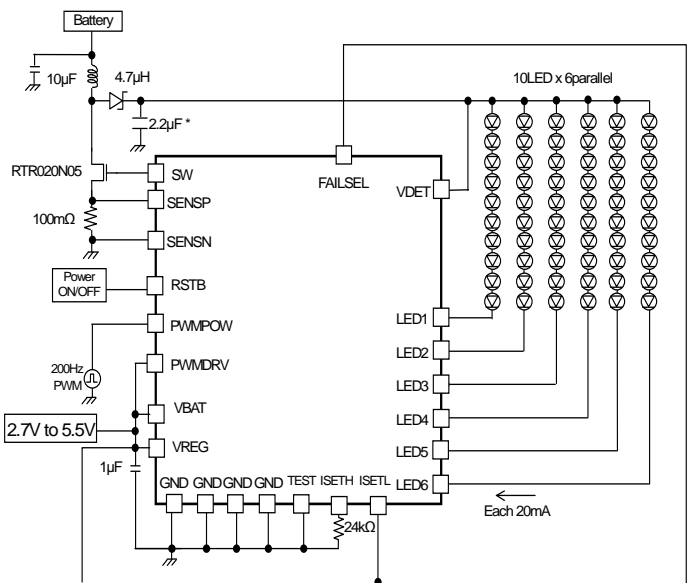 Battery
10µF
4.7µH
2.2µF *
10LED x 6parallel
RTR020N05
100mΩ
SW
SENSP
SENSN
FAILSEL
VDET
Power
ON/OFF
RSTB
PWMPOW
200Hz
PWM
PWMDRV
2.7V to 5.5V
VBAT
VREG
1µF
LED1
LED2
LED3
LED4
LED5
LED6
GND GND GND GND TEST ISETH ISETL
24kΩ
Each 20mA